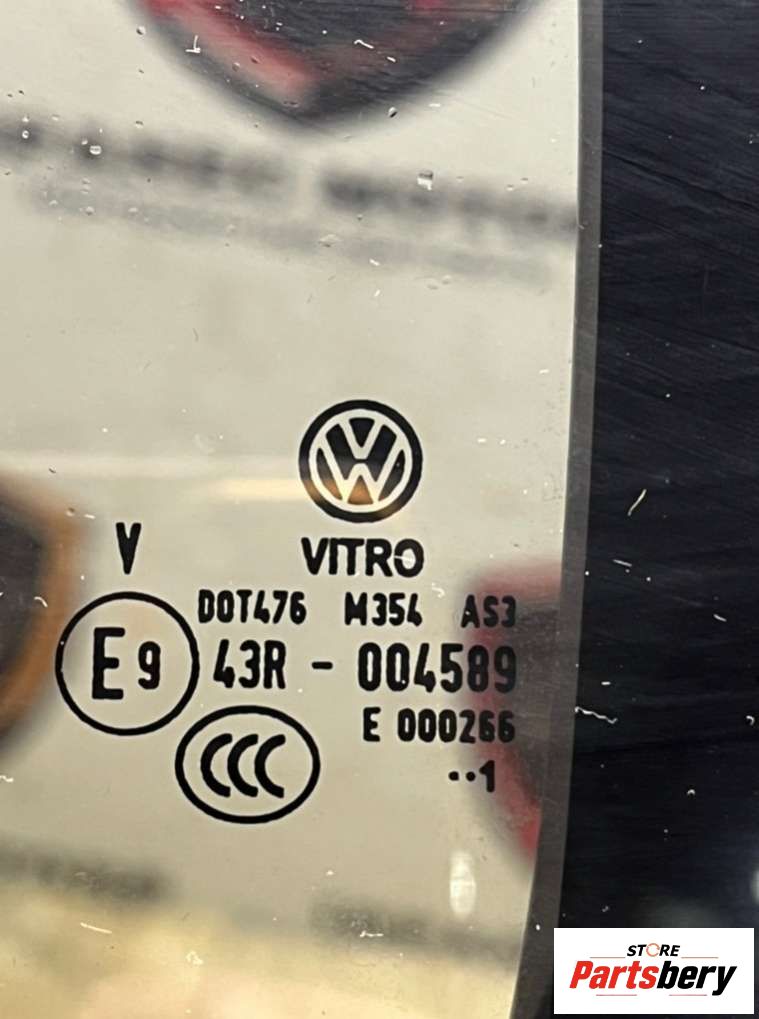 VITRO
V
DOT476 M354 AS3
E9 43R - 004589
E 000266
CCC
..1
STORE
Partsbery